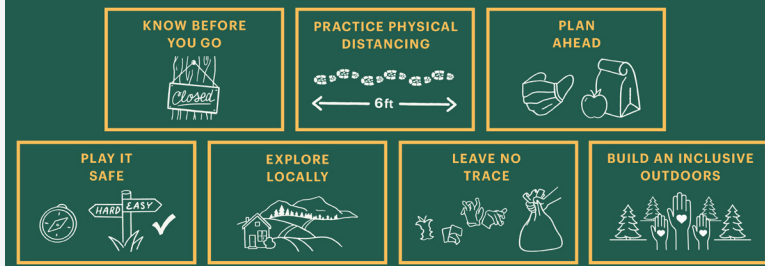 KNOW BEFORE
YOU GO
Closed
PRACTICE PHYSICAL
DISTANCING
6ft
PLAN
AHEAD
PLAY IT
SAFE
HARD
EASY
EXPLORE
LOCALLY
LEAVE NO
TRACE
BUILD AN INCLUSIVE
OUTDOORS